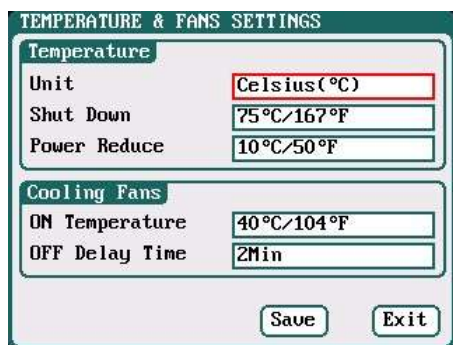 TEMPERATURE & FANS SETTINGS
Temperature
Unit Celsius(°C)
Shut Down 75°C/167°F
Power Reduce 10°C/50°F
Cooling Fans
ON Temperature 40°C/104°F
OFF Delay Time 2Min
Save Exit